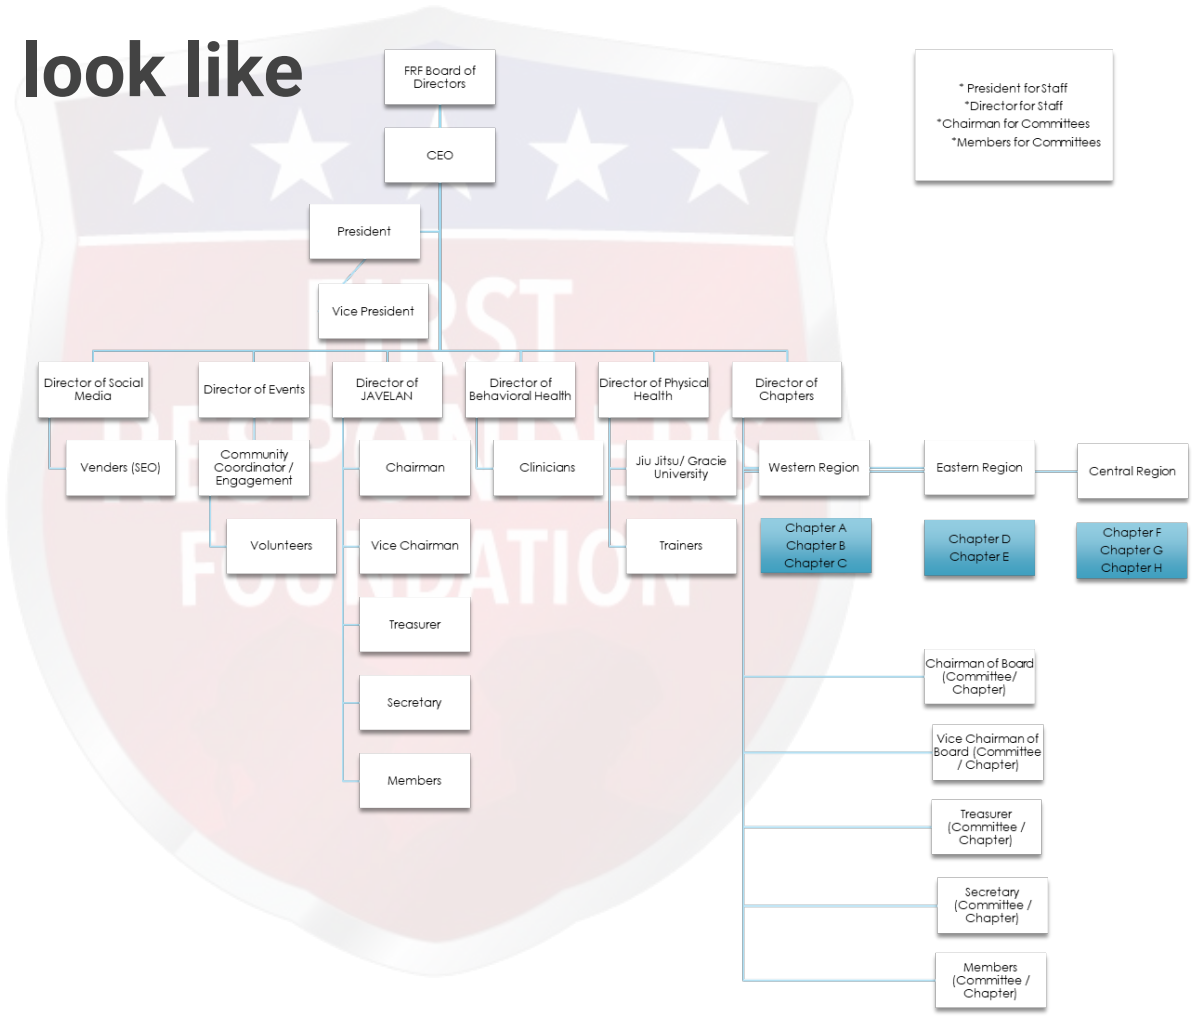 look like
FRF Board of
Directors
* President for Staff
*Director for Staff
*Chairman for Committees
*Members for Committees
CEO
President
Vice President
FIRST
RESPONDERS
FOUNDATION
Director of Social
Media
Director of Events
Director of
JAVELAN
Director of
Behavioral Health
Director of Physical
Health
Director of
Chapters
Venders (SEO)
Community
Coordinator /
Engagement
Chairman
Clinicians
Jiu Jitsu/ Gracie
University
Western Region
Eastern Region
Central Region
Volunteers
Vice Chairman
Trainers
Chapter A
Chapter B
Chapter C
Chapter D
Chapter E
Chapter F
Chapter G
Chapter H
Treasurer
Secretary
Members
Chairman of Board
(Committee/
Chapter)
Vice Chairman of
Board (Committee
/ Chapter)
Treasurer
(Committee /
Chapter)
Secretary
(Committee /
Chapter)
Members
(Committee /
Chapter)